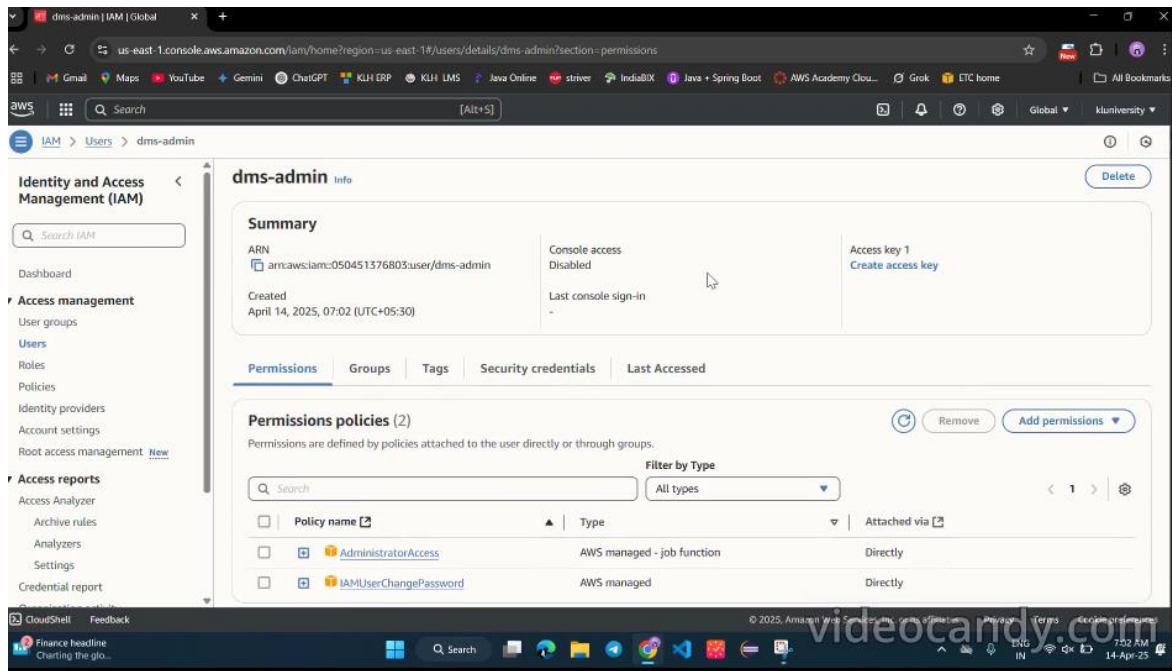 dms-admin | IAM | Global
us-east-1.console.aws.amazon.com/iam/home?region=us-east-1#/users/details/dms-admin?section=permissions
New
Gmail Maps YouTube Gemini ChatGPT KLH ERP KLH LMS Java Online striver IndiaBIX Java + Spring Boot AWS Academy Clou... Grok ETC home All Bookmarks
aws Search [Alt+S] Global kluniversity
IAM > Users > dms-admin
Identity and Access
Management (IAM)
Search IAM
Dashboard
Access management
User groups
Users
Roles
Policies
Identity providers
Account settings
Root access management New
Access reports
Access Analyzer
Archive rules
Analyzers
Settings
Credential report
dms-admin Info
Delete
Summary
ARN
arn:aws:iam::050451376803:user/dms-admin
Created
April 14, 2025, 07:02 (UTC+05:30)
Console access
Disabled
Last console sign-in
-
Access key 1
Create access key
Permissions Groups Tags Security credentials Last Accessed
Permissions policies (2)
Remove Add permissions
Permissions are defined by policies attached to the user directly or through groups.
Filter by Type
Search All types 1
Policy name Type Attached via
AdministratorAccess AWS managed - job function Directly
IAMUserChangePassword AWS managed Directly
CloudShell Feedback © 2025, Amazon Web Services, Inc. or its affiliates. Privacy Terms Cookie preferences
videocandy.com
Finance headline
Charting the glo...
Search
ENG
IN
7:02 AM
14-Apr-25